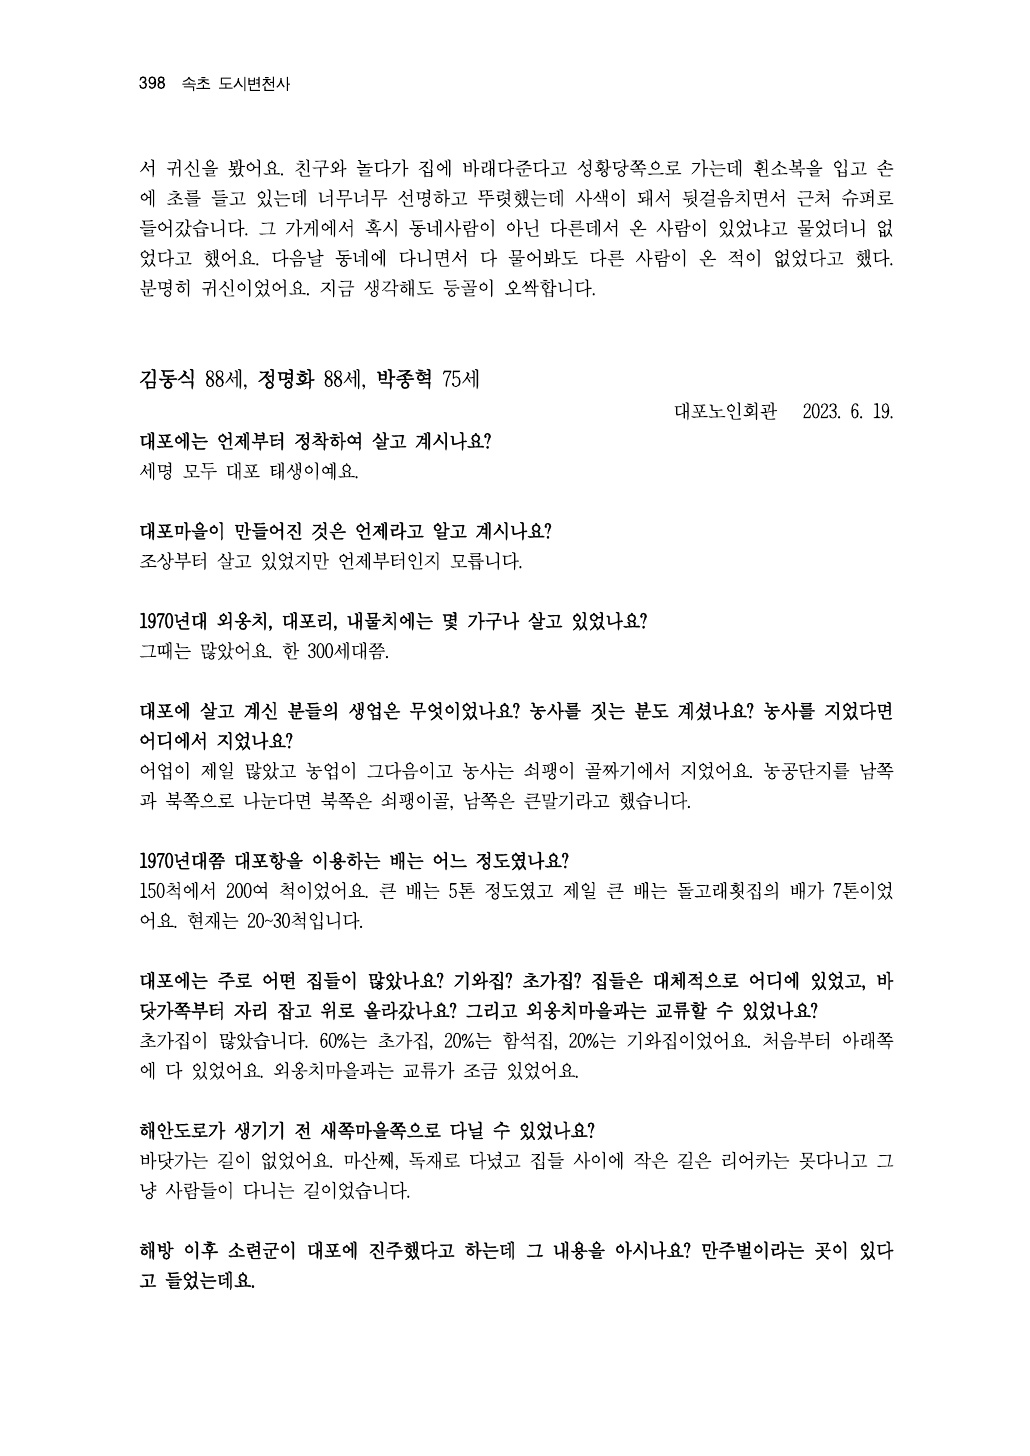 398 속초 도시변천사
서 귀신을 봤어요. 친구와 놀다가 집에 바래다준다고 성황당쪽으로 가는데 흰소복을 입고 손
에 초를 들고 있는데 너무너무 선명하고 뚜렷했는데 사색이 돼서 뒷걸음치면서 근처 슈퍼로
들어갔습니다. 그 가게에서 혹시 동네사람이 아닌 다른데서 온 사람이 있었냐고 물었더니 없
었다고 했어요. 다음날 동네에 다니면서 다 물어봐도 다른 사람이 온 적이 없었다고 했다.
분명히 귀신이었어요. 지금 생각해도 등골이 오싹합니다.
김동식 88세, 정명화 88세, 박종혁 75세
대포노인회관 2023. 6. 19.
대포에는 언제부터 정착하여 살고 계시나요?
세명 모두 대포 태생이예요.
대포마을이 만들어진 것은 언제라고 알고 계시나요?
조상부터 살고 있었지만 언제부터인지 모릅니다.
1970년대 외옹치, 대포리, 내물치에는 몇 가구나 살고 있었나요?
그때는 많았어요. 한 300세대쯤.
대포에 살고 계신 분들의 생업은 무엇이었나요? 농사를 짓는 분도 계셨나요? 농사를 지었다면
어디에서 지었나요?
어업이 제일 많았고 농업이 그다음이고 농사는 쇠팽이 골짜기에서 지었어요. 농공단지를 남쪽
과 북쪽으로 나눈다면 북쪽은 쇠팽이골, 남쪽은 큰말기라고 했습니다.
1970년대쯤 대포항을 이용하는 배는 어느 정도였나요?
150척에서 200여 척이었어요. 큰 배는 5톤 정도였고 제일 큰 배는 돌고래횟집의 배가 7톤이었
어요. 현재는 20~30척입니다.
대포에는 주로 어떤 집들이 많았나요? 기와집? 초가집? 집들은 대체적으로 어디에 있었고, 바
닷가쪽부터 자리 잡고 위로 올라갔나요? 그리고 외옹치마을과는 교류할 수 있었나요?
초가집이 많았습니다. 60%는 초가집, 20%는 함석집, 20%는 기와집이었어요. 처음부터 아래쪽
에 다 있었어요. 외옹치마을과는 교류가 조금 있었어요.
해안도로가 생기기 전 새쪽마을쪽으로 다닐 수 있었나요?
바닷가는 길이 없었어요. 마산쩨, 독재로 다녔고 집들 사이에 작은 길은 리어카는 못다니고 그
냥 사람들이 다니는 길이었습니다.
해방 이후 소련군이 대포에 진주했다고 하는데 그 내용을 아시나요? 만주벌이라는 곳이 있다
고 들었는데요.